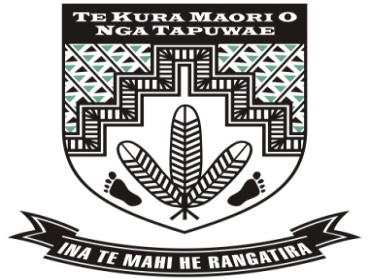 TE KURA MAORI O
NGA TAPUWAE
INA TE MAHI HE RANGATIRA